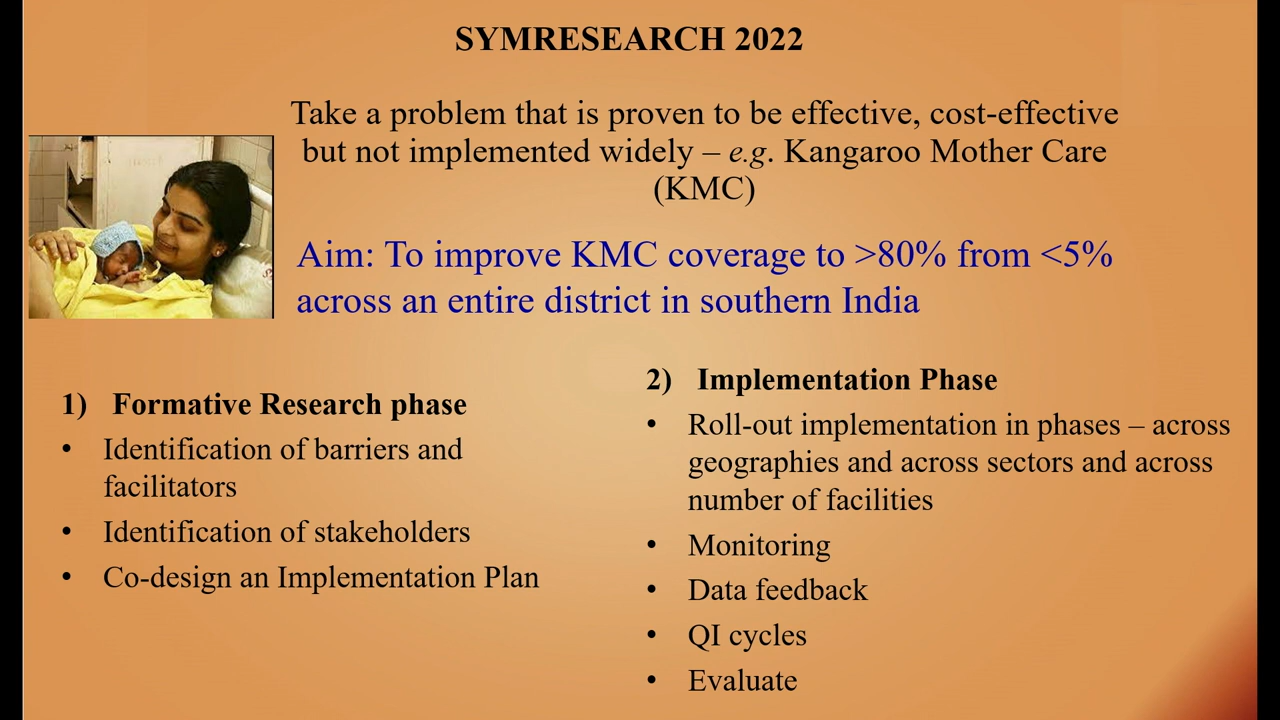 SYMRESEARCH 2022
Take a problem that is proven to be effective, cost-effective
but not implemented widely – e.g. Kangaroo Mother Care
(KMC)
Aim: To improve KMC coverage to >80% from <5%
across an entire district in southern India
1) Formative Research phase
• Identification of barriers and
facilitators
• Identification of stakeholders
• Co-design an Implementation Plan
2) Implementation Phase
• Roll-out implementation in phases – across
geographies and across sectors and across
number of facilities
• Monitoring
• Data feedback
• QI cycles
• Evaluate